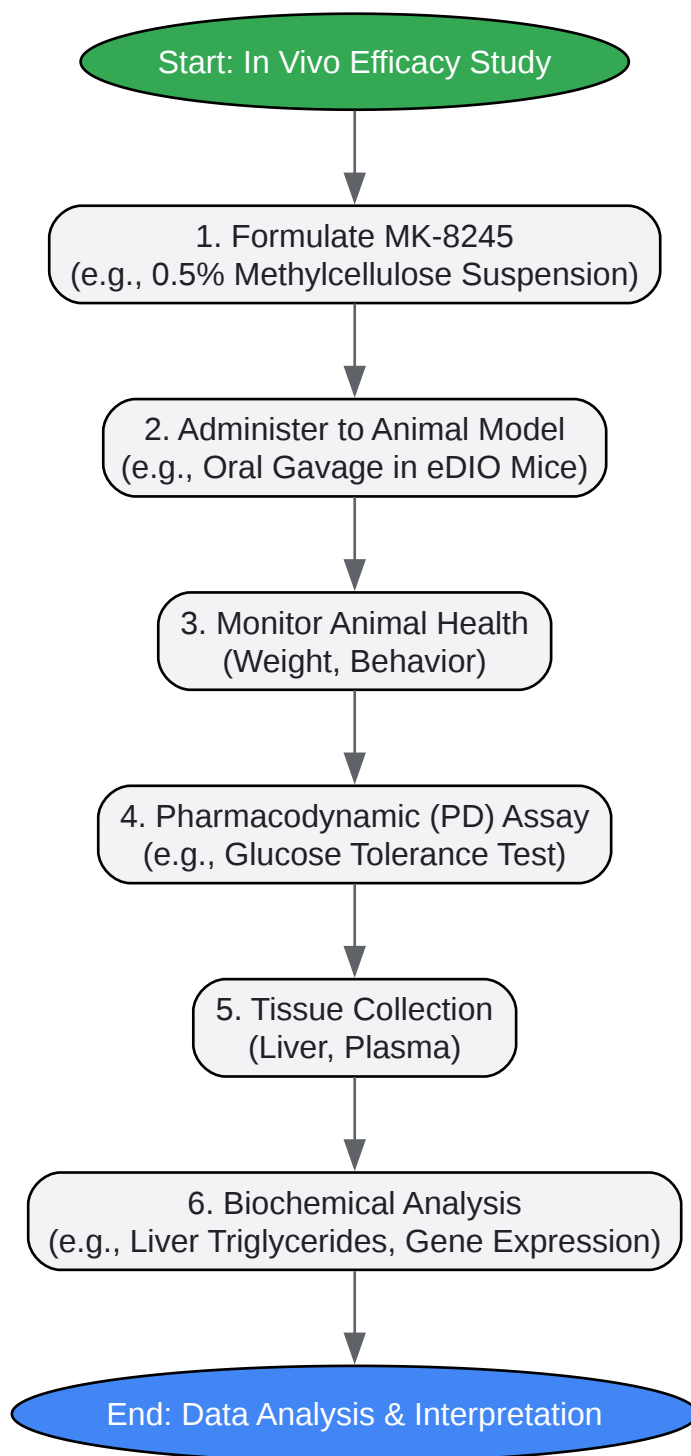 Start: In Vivo Efficacy Study
1. Formulate MK-8245
(e.g., 0.5% Methylcellulose Suspension)
2. Administer to Animal Model
(e.g., Oral Gavage in eDIO Mice)
3. Monitor Animal Health
(Weight, Behavior)
4. Pharmacodynamic (PD) Assay
(e.g., Glucose Tolerance Test)
5. Tissue Collection
(Liver, Plasma)
6. Biochemical Analysis
(e.g., Liver Triglycerides, Gene Expression)
End: Data Analysis & Interpretation